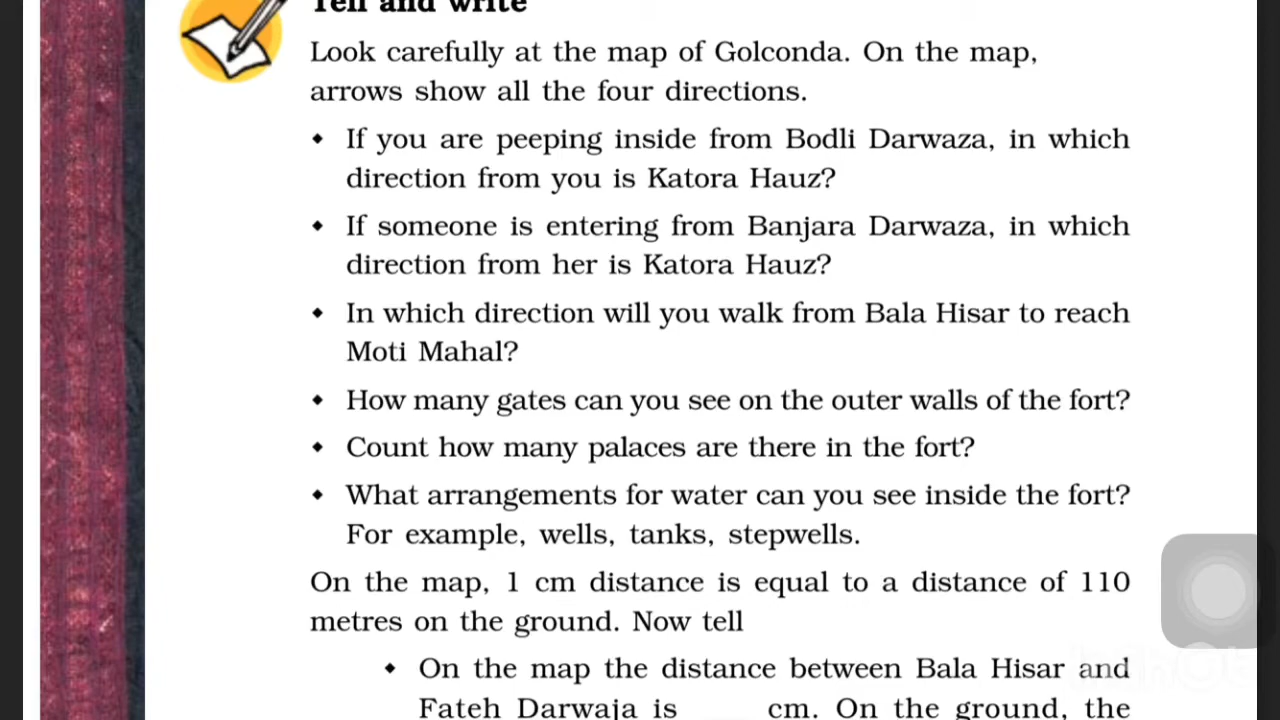 Tell and write
Look carefully at the map of Golconda. On the map,
arrows show all the four directions.
◆ If you are peeping inside from Bodli Darwaza, in which
direction from you is Katora Hauz?
◆ If someone is entering from Banjara Darwaza, in which
direction from her is Katora Hauz?
◆ In which direction will you walk from Bala Hisar to reach
Moti Mahal?
◆ How many gates can you see on the outer walls of the fort?
◆ Count how many palaces are there in the fort?
◆ What arrangements for water can you see inside the fort?
For example, wells, tanks, stepwells.
On the map, 1 cm distance is equal to a distance of 110
metres on the ground. Now tell
◆ On the map the distance between Bala Hisar and
Fateh Darwaja is ___ cm. On the ground, the